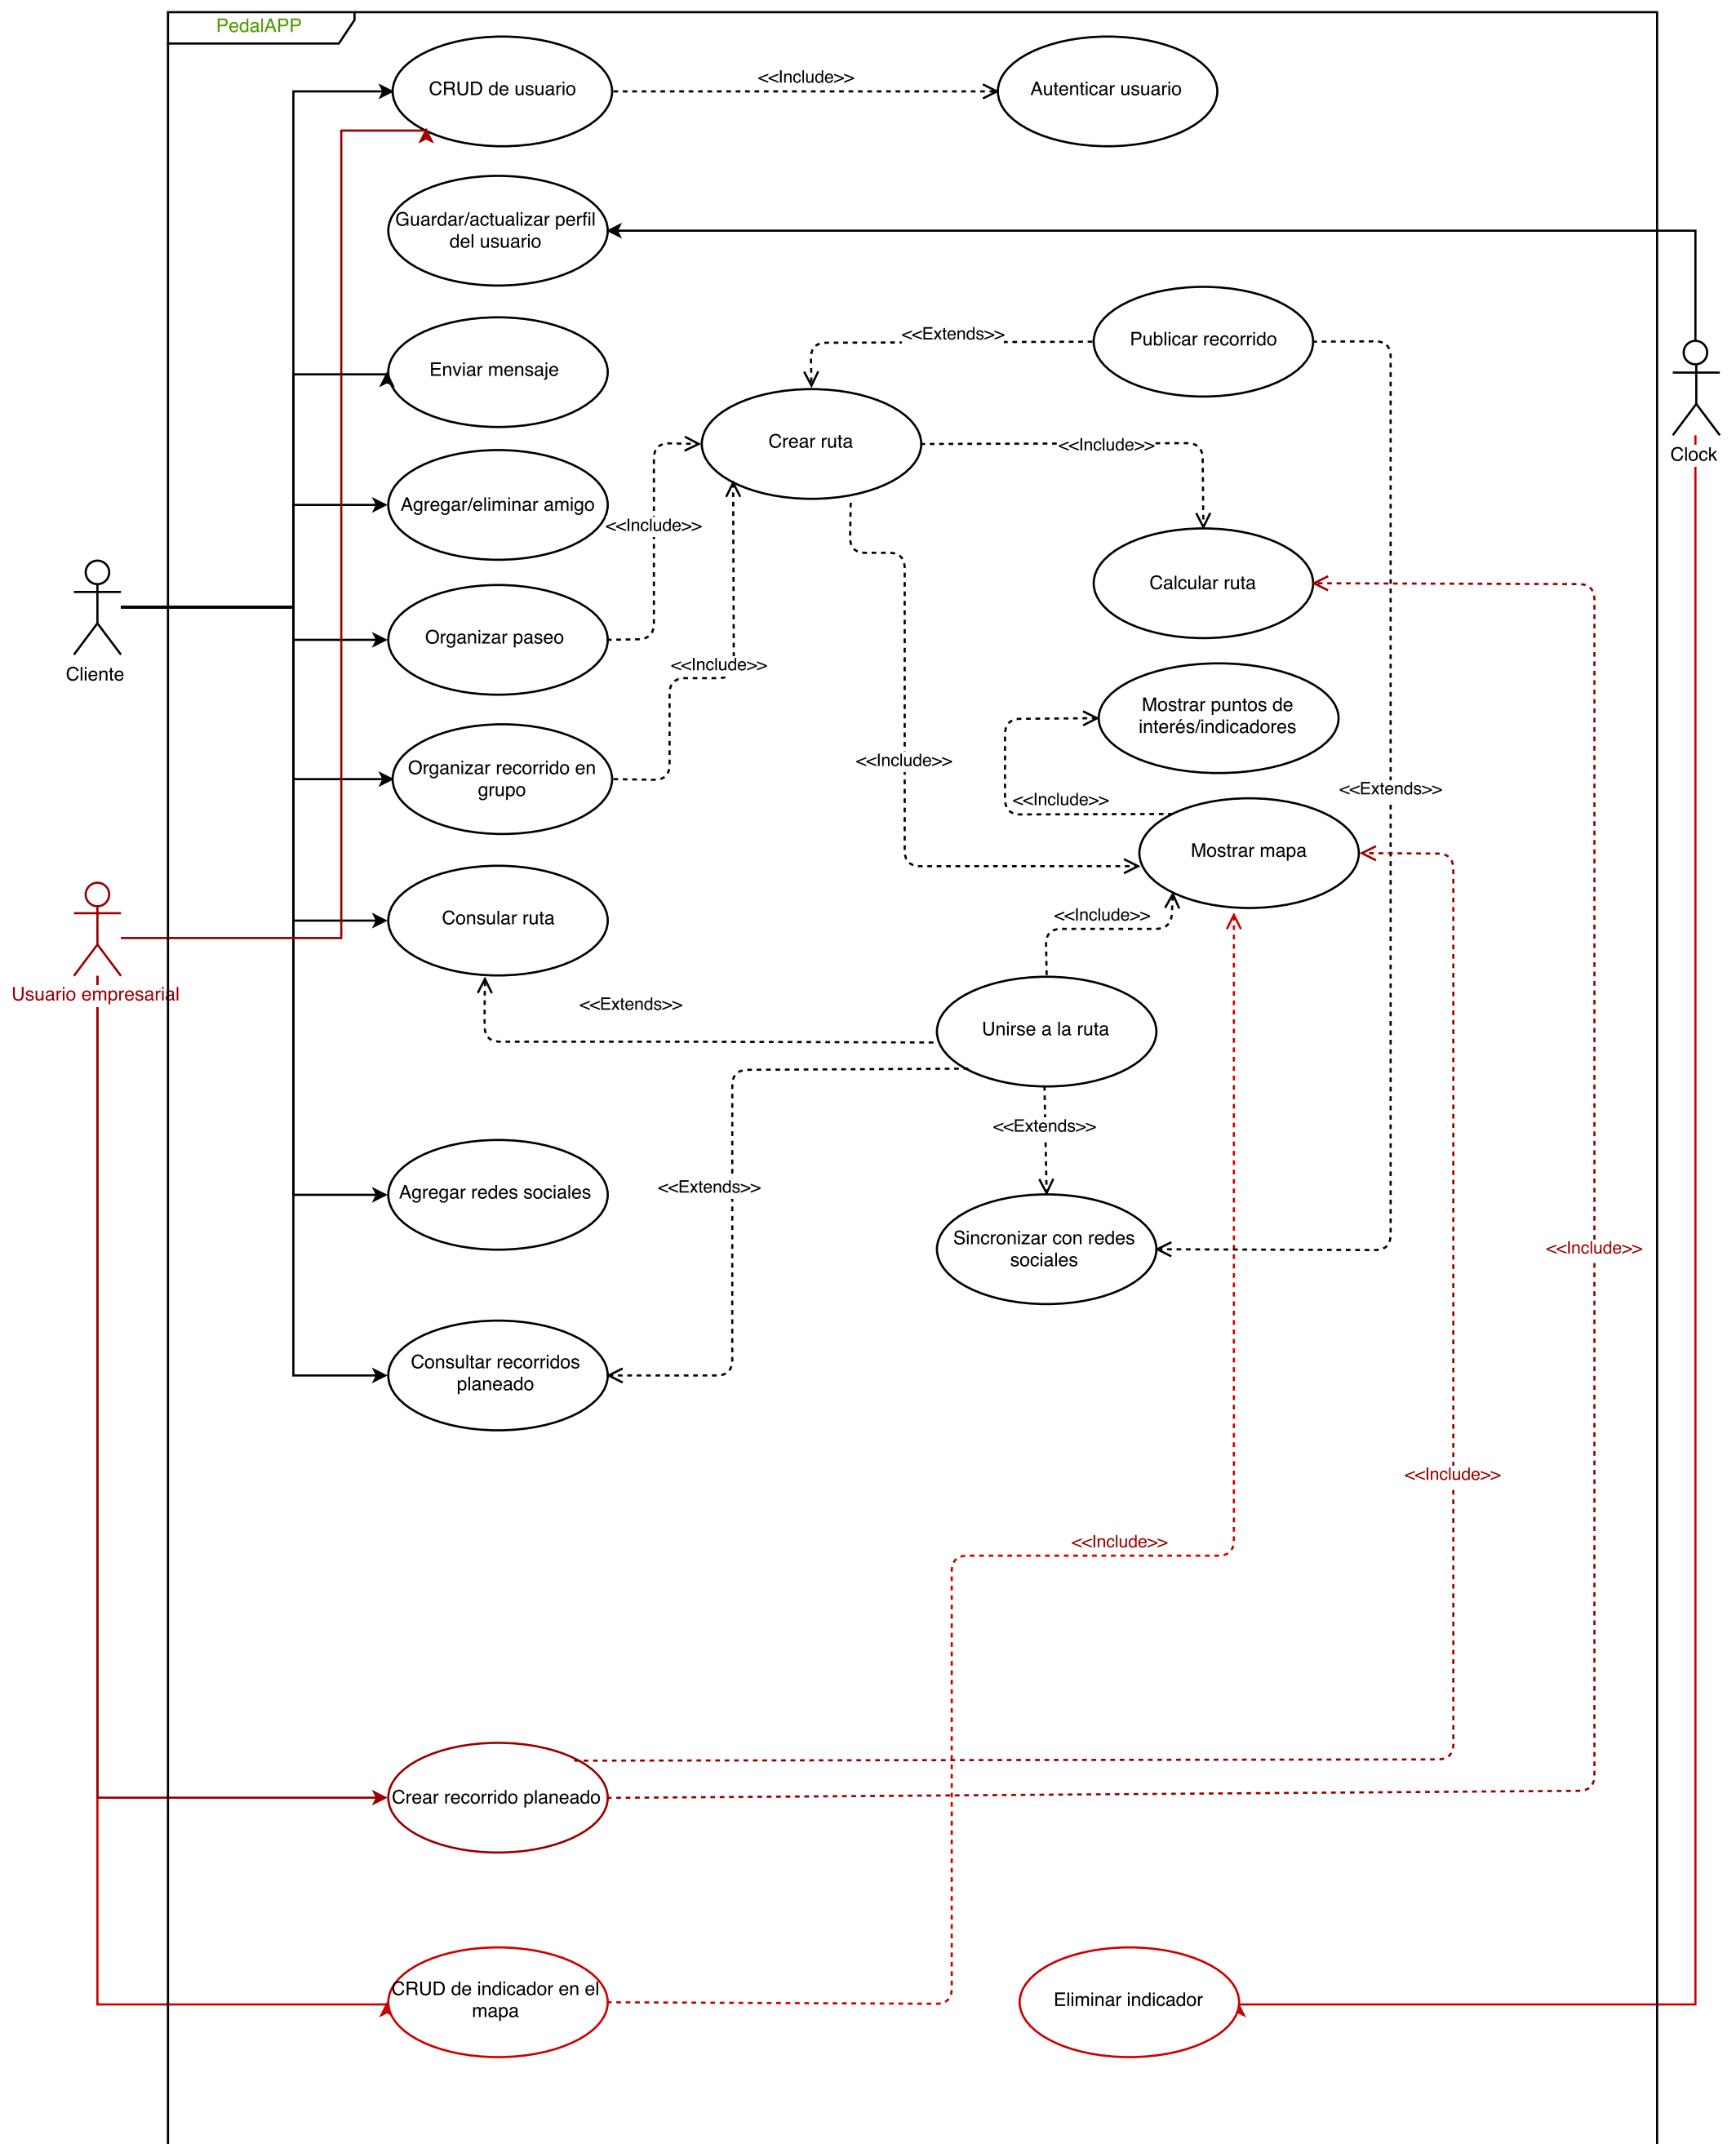 PedalAPP
CRUD de usuario
<<Include>>
Autenticar usuario
Guardar/actualizar perfil
del usuario
<<Extends>>
Publicar recorrido
Enviar mensaje
Crear ruta
<<Include>>
Clock
Agregar/eliminar amigo
<<Include>>
Calcular ruta
Organizar paseo
<<Include>>
Cliente
Mostrar puntos de
interés/indicadores
Organizar recorrido en
grupo
<<Include>>
<<Extends>>
<<Include>>
Mostrar mapa
Consular ruta
<<Include>>
Usuario empresarial
<<Extends>>
Unirse a la ruta
<<Extends>>
Agregar redes sociales
<<Extends>>
Sincronizar con redes
sociales
<<Include>>
Consultar recorridos
planeado
<<Include>>
<<Include>>
Crear recorrido planeado
CRUD de indicador en el
mapa
Eliminar indicador